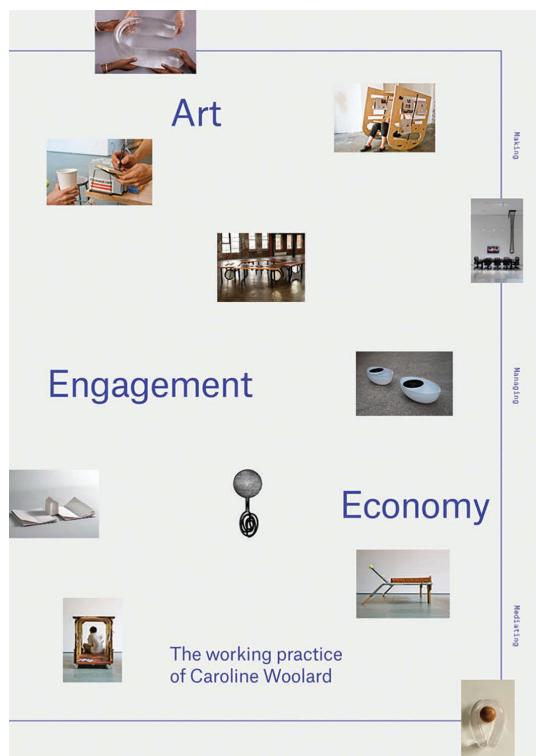 Art
Making
Engagement
Managing
Economy
Mediating
The working practice
of Caroline Woolard